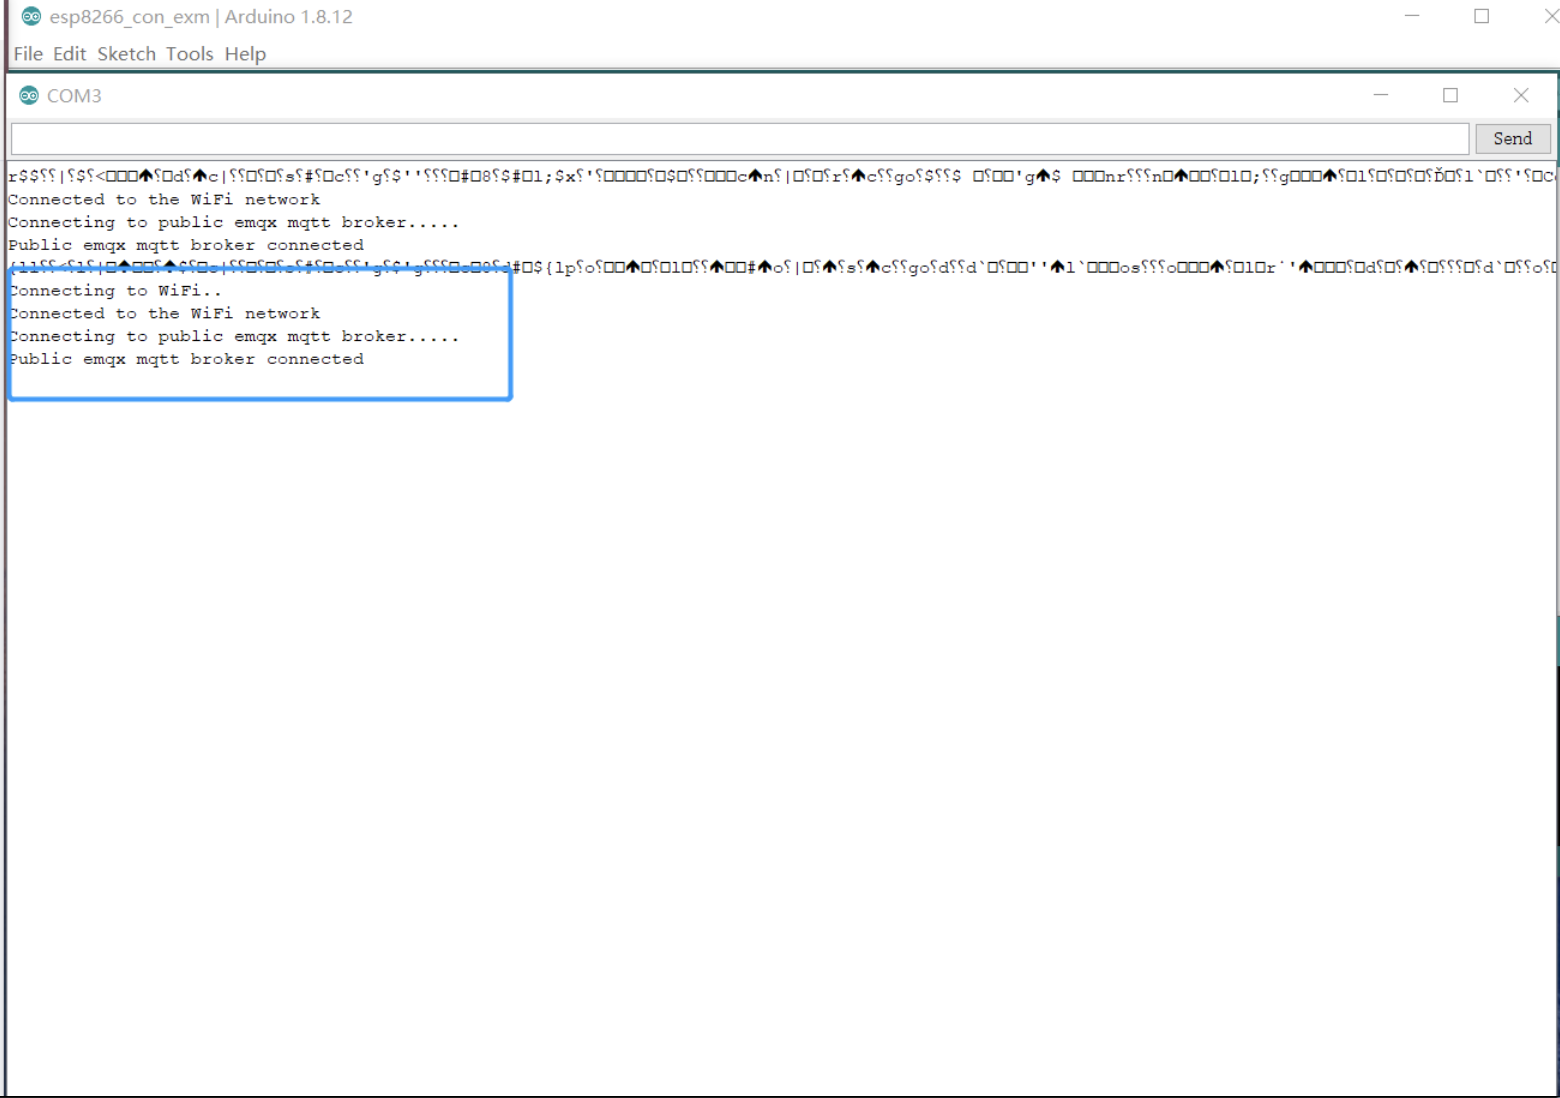 esp8266_con_exm | Arduino 1.8.12
File Edit Sketch Tools Help
COM3
Send
Connected to the WiFi network
Connecting to public emqx mqtt broker.....
Public emqx mqtt broker connected
Connecting to WiFi..
Connected to the WiFi network
Connecting to public emqx mqtt broker.....
Public emqx mqtt broker connected